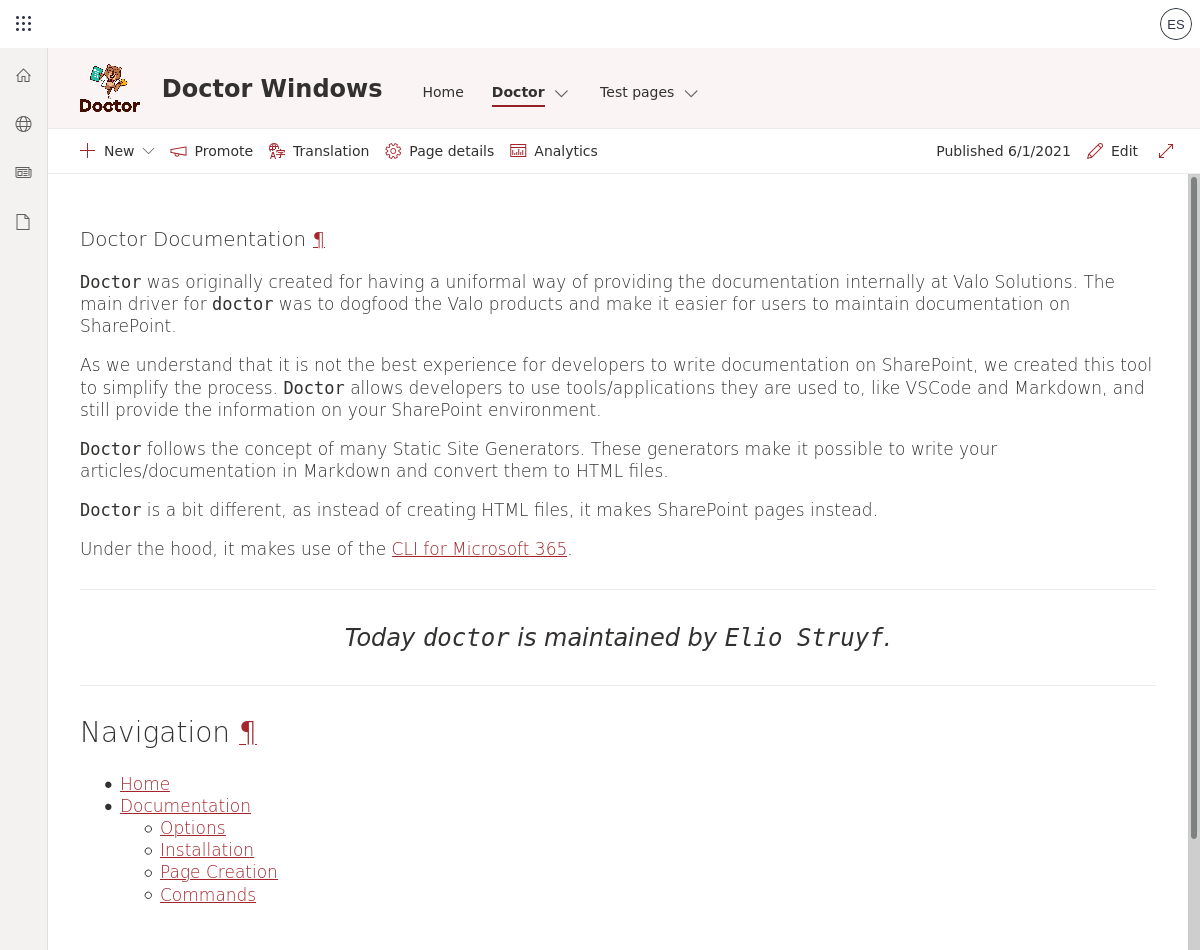 ES
Doctor
Doctor Windows
Home Doctor Test pages
New Promote Translation Page details Analytics Published 6/1/2021 Edit
Doctor Documentation ¶
Doctor was originally created for having a uniformal way of providing the documentation internally at Valo Solutions. The
main driver for doctor was to dogfood the Valo products and make it easier for users to maintain documentation on
SharePoint.
As we understand that it is not the best experience for developers to write documentation on SharePoint, we created this tool
to simplify the process. Doctor allows developers to use tools/applications they are used to, like VSCode and Markdown, and
still provide the information on your SharePoint environment.
Doctor follows the concept of many Static Site Generators. These generators make it possible to write your
articles/documentation in Markdown and convert them to HTML files.
Doctor is a bit different, as instead of creating HTML files, it makes SharePoint pages instead.
Under the hood, it makes use of the CLI for Microsoft 365.
Today doctor is maintained by Elio Struyf.
Navigation ¶
Home
Documentation
Options
Installation
Page Creation
Commands